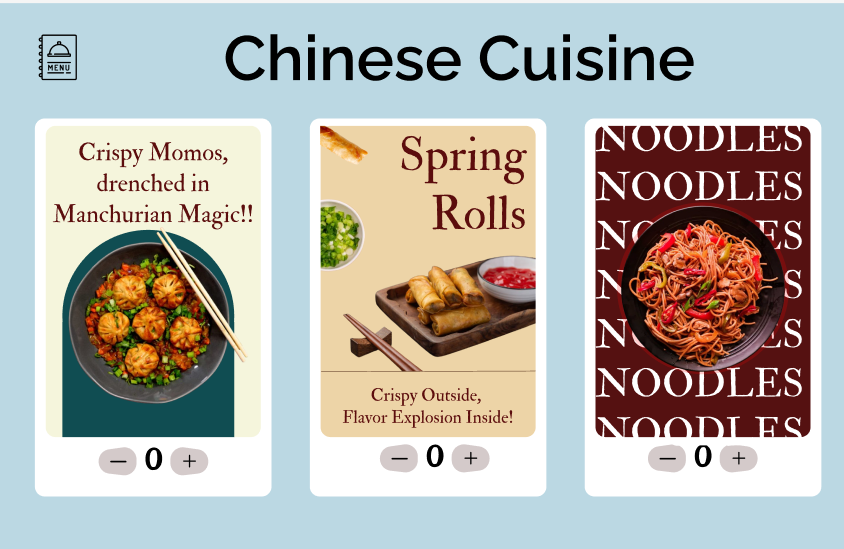 MENU
Chinese Cuisine
Crispy Momos,
drenched in
Manchurian Magic!!
− 0 +
Spring
Rolls
Crispy Outside,
Flavor Explosion Inside!
− 0 +
NOODLES
NOODLES
NOODLES
NOODLES
NOODLES
NOODLES
NOODLES
− 0 +